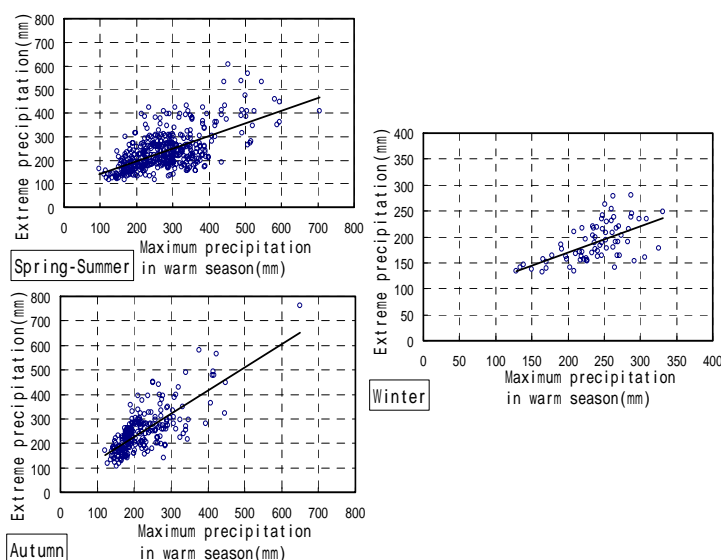 Extreme precipitation(mm)
800
700
600
500
400
300
200
100
0
0 100 200 300 400 500 600 700 800
Maximum precipitation
in warm season(mm)
Spring-Summer
Extreme precipitation(mm)
800
700
600
500
400
300
200
100
0
0 100 200 300 400 500 600 700 800
Maximum precipitation
in warm season(mm)
Autumn
Extreme precipitation(mm)
400
350
300
250
200
150
100
50
0
0 50 100 150 200 250 300 350 400
Maximum precipitation
in warm season(mm)
Winter